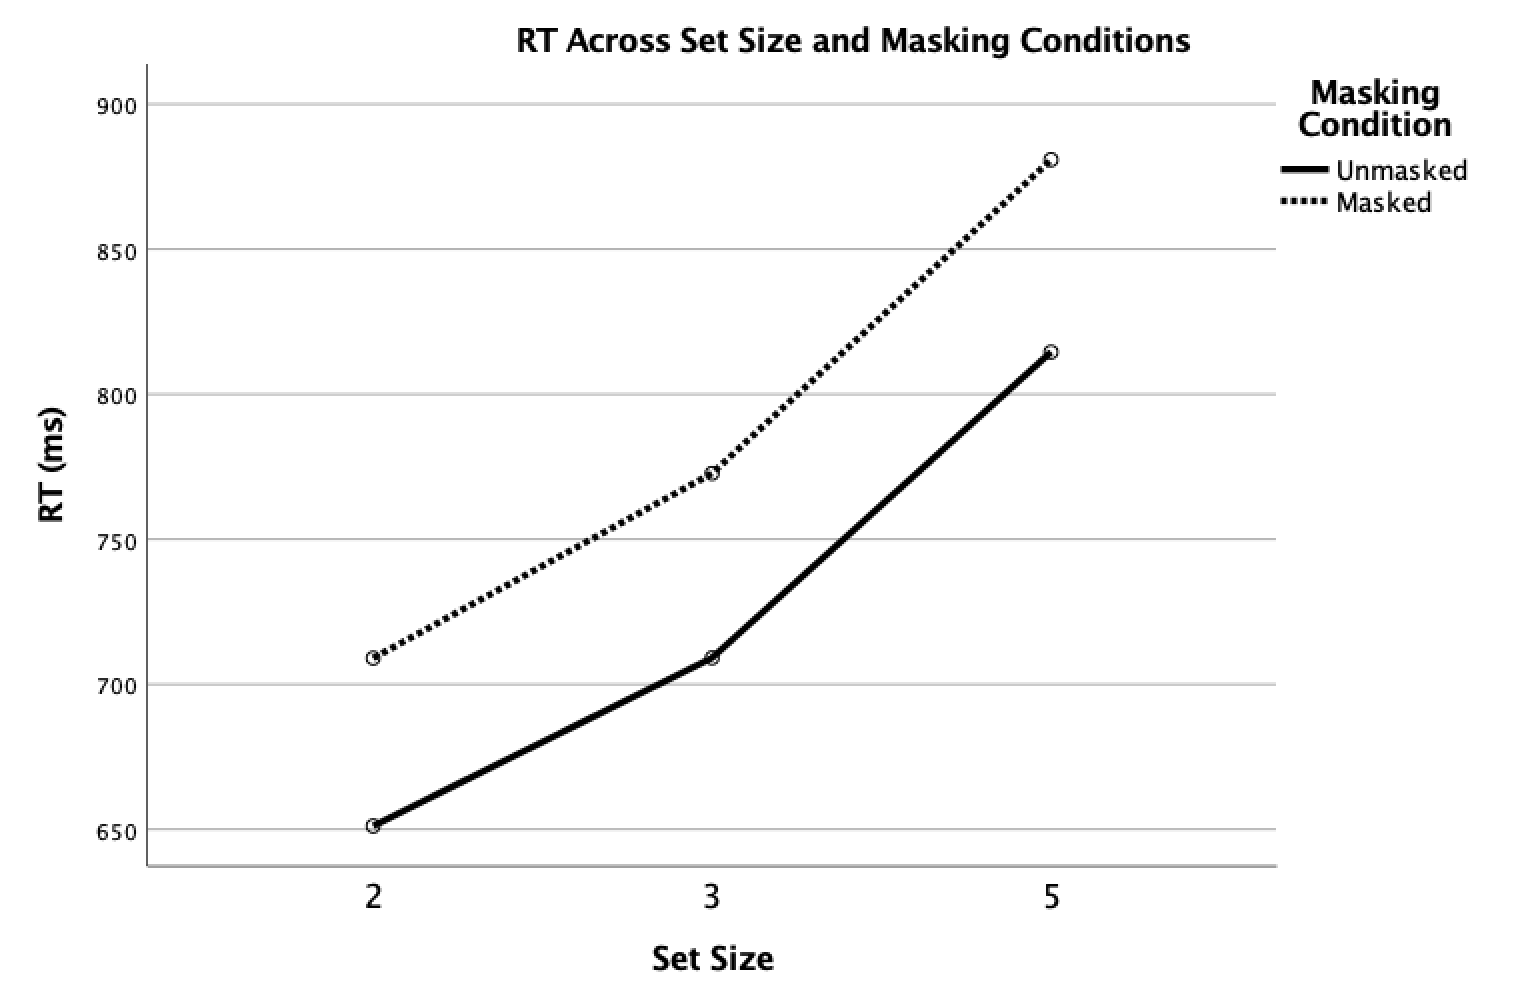 RT Across Set Size and Masking Conditions
Masking
Condition
Unmasked
Masked
900
850
800
750
700
650
RT (ms)
2 3 5
Set Size